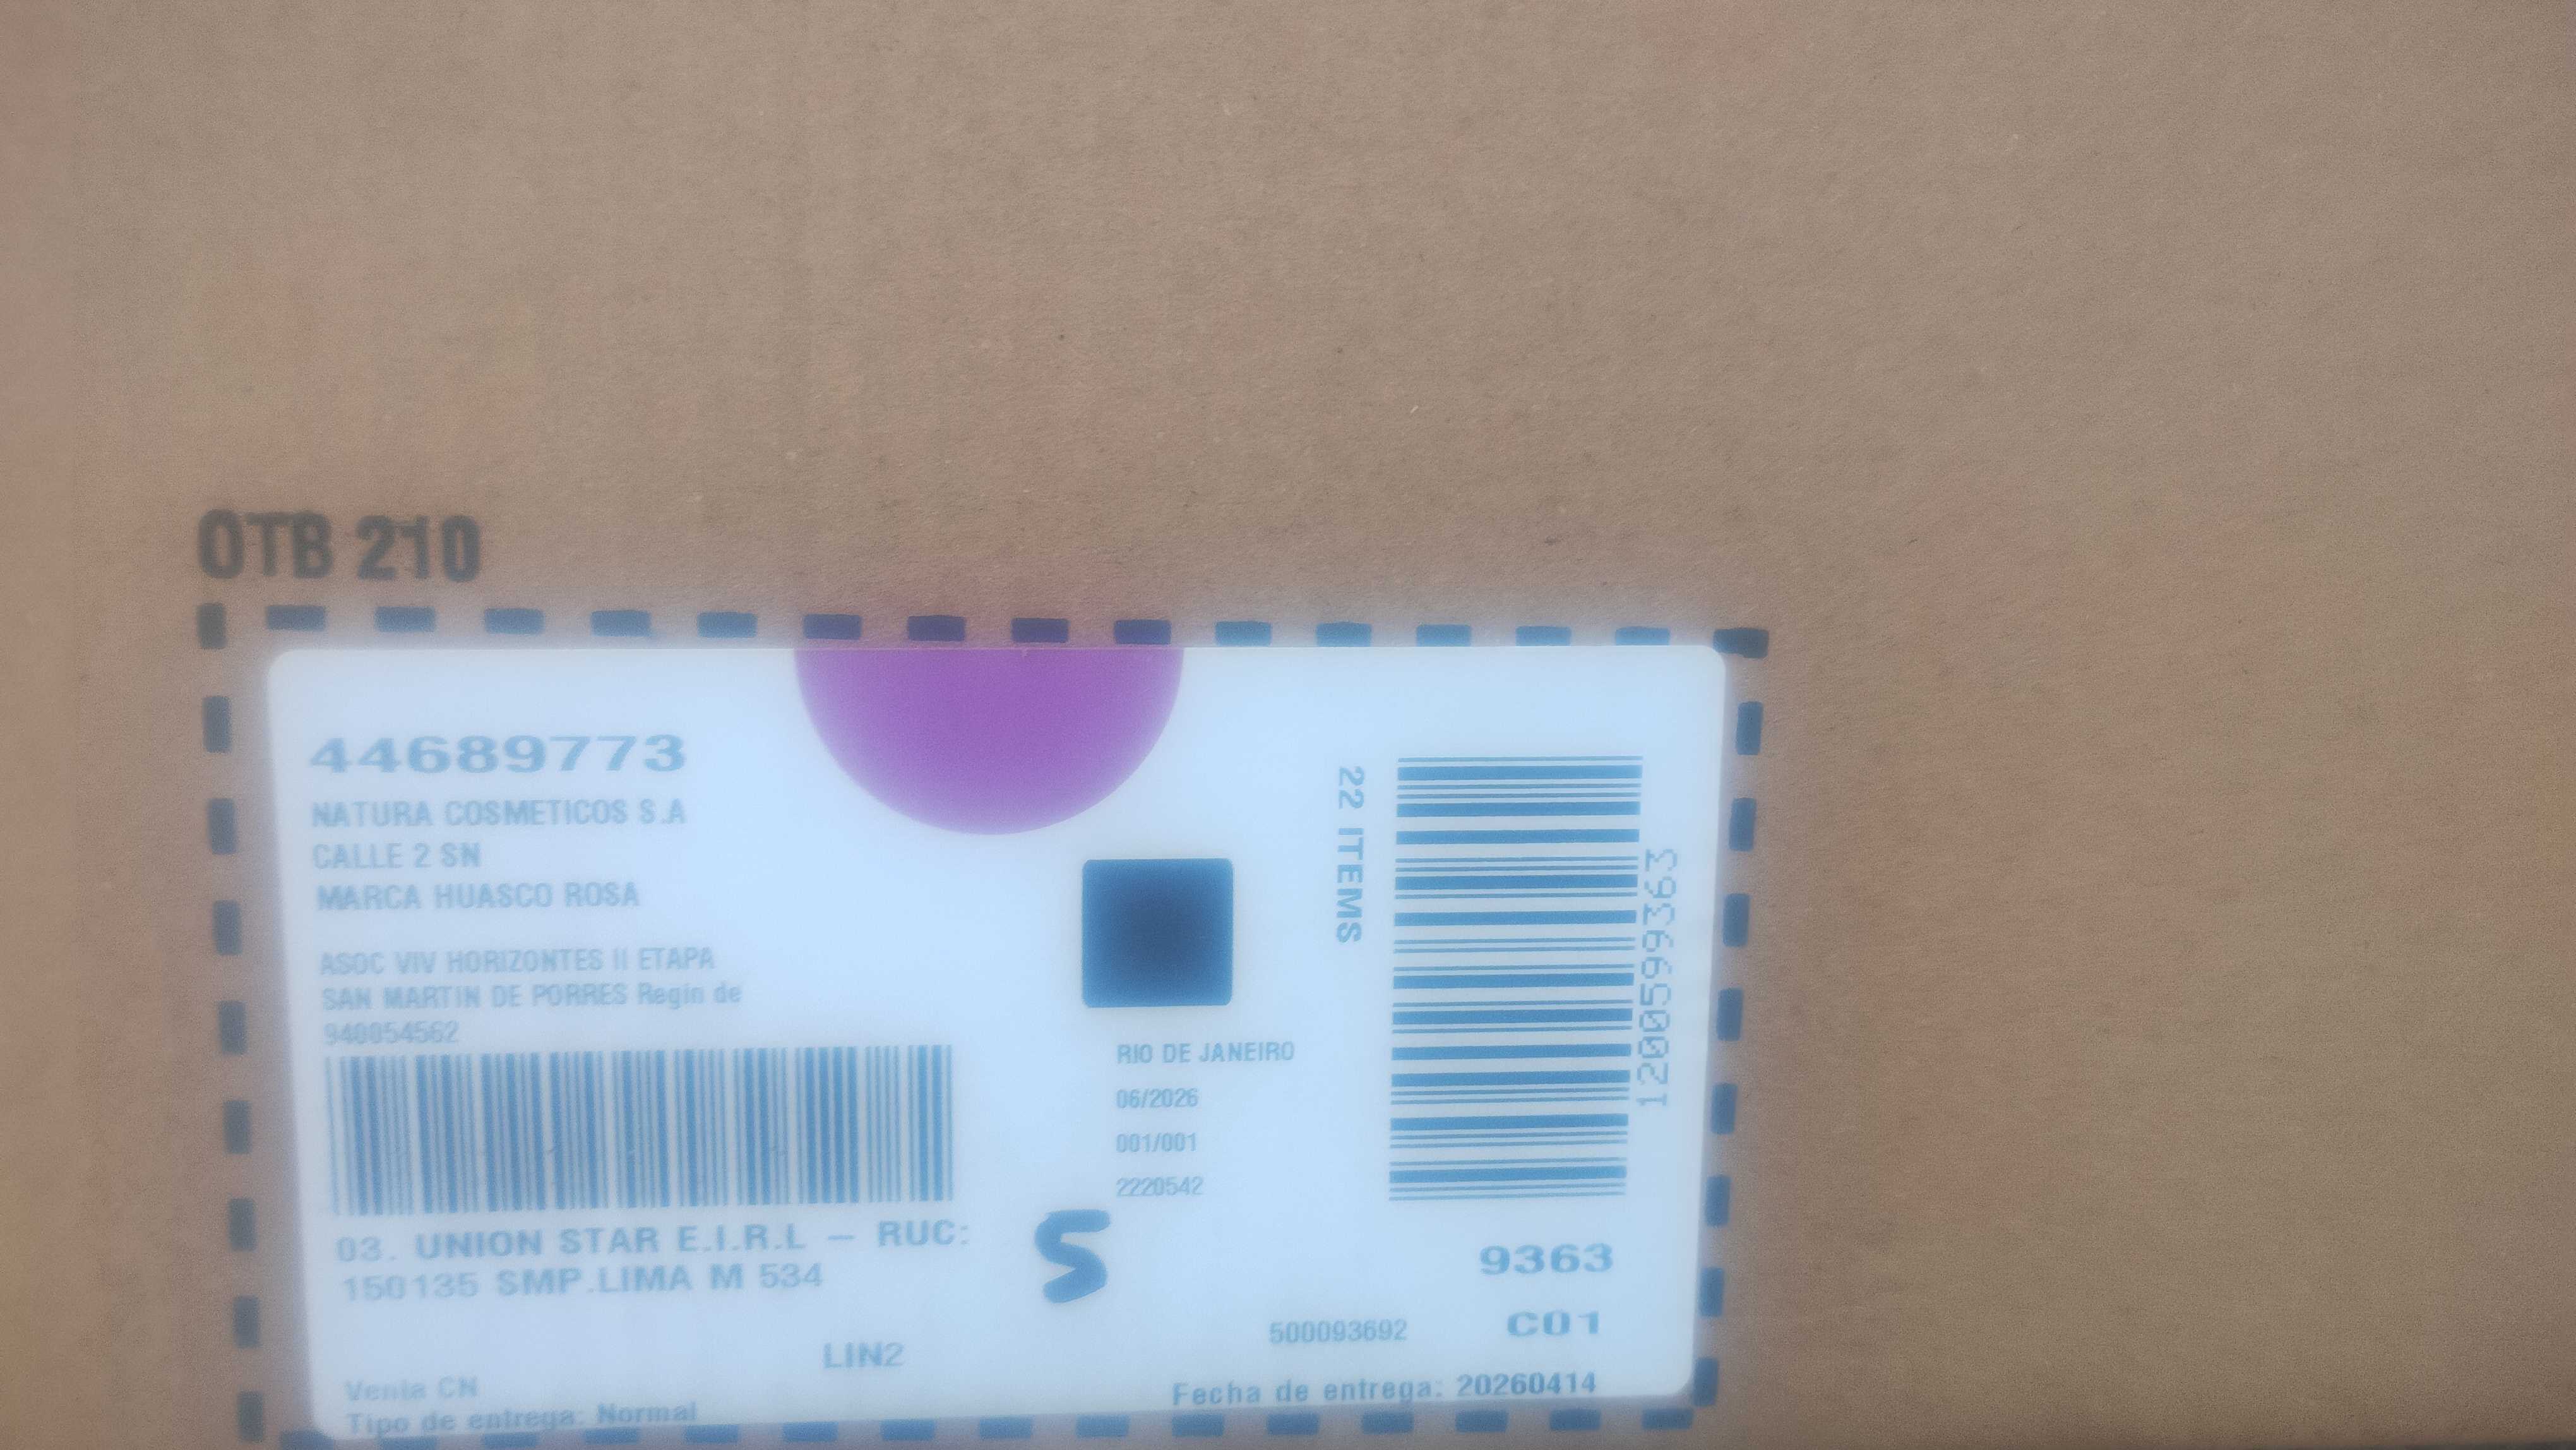 OTB 210
44689773
NATURA COSMETICOS S.A
CALLE 2 SN
MARCA HUASCO ROSA
ASOC VIV HORIZONTES II ETAPA
SAN MARTIN DE PORRES Regin de
940054562
03. UNION STAR E.I.R.L – RUC:
150135 SMP.LIMA M 534
LIN2
Venta CN
Tipo de entrega: Normal
RIO DE JANEIRO
06/2026
001/001
2220542
S
22 ITEMS
1200599363
9363
500093692 C01
Fecha de entrega: 20260414